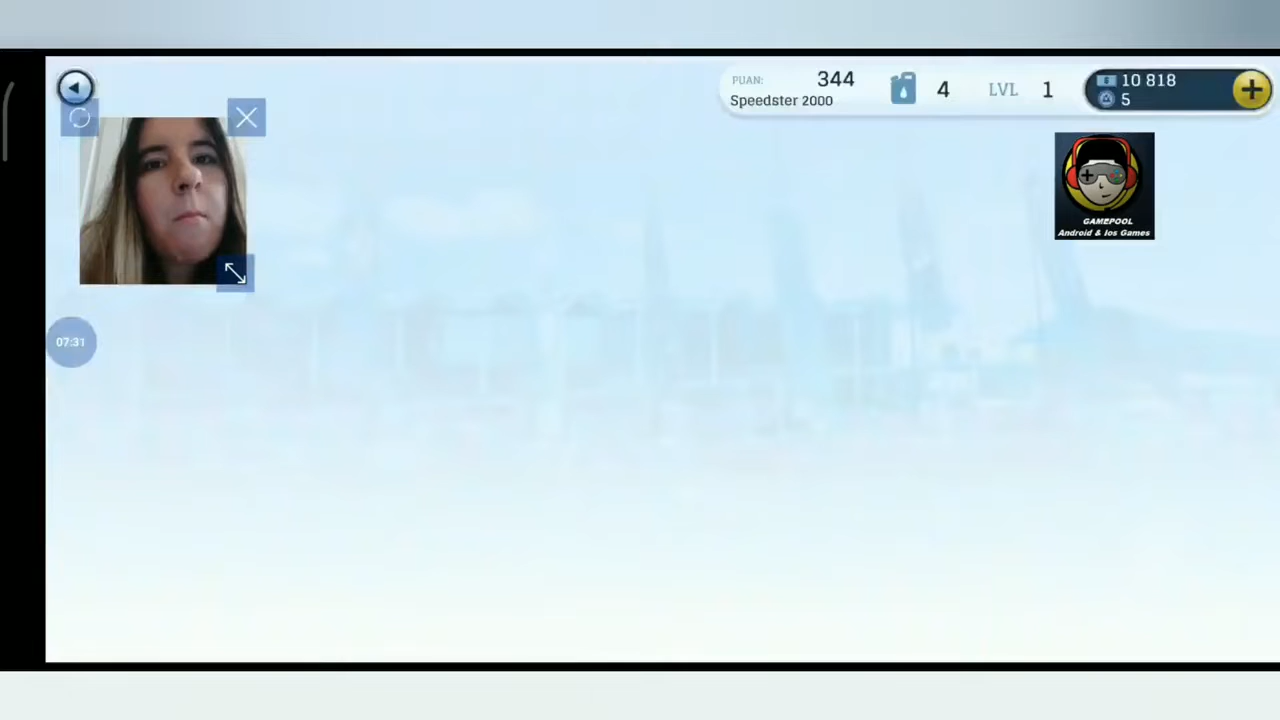 PUAN: 344
Speedster 2000
4
LVL 1
10 818
5
GAMEPOOL
Android & Ios Games
07:31